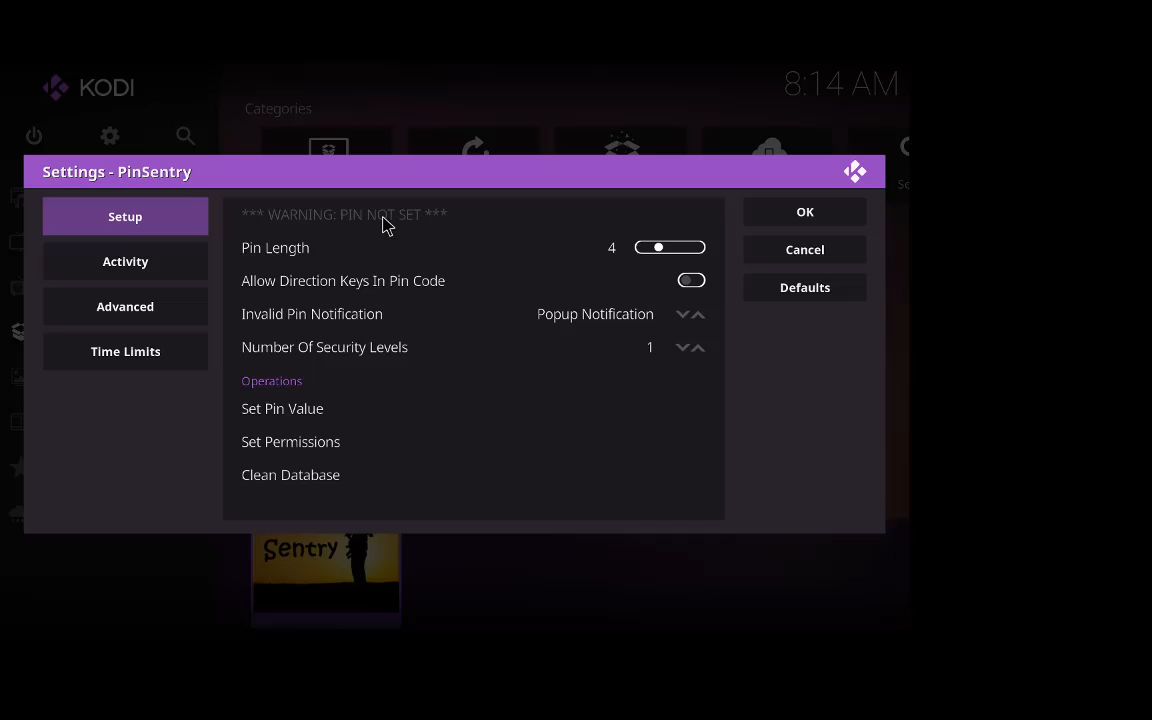 KODI
8:14 AM
Categories
Settings - PinSentry
Setup
Activity
Advanced
Time Limits
*** WARNING: PIN NOT SET ***
Pin Length 4
Allow Direction Keys In Pin Code
Invalid Pin Notification Popup Notification
Number Of Security Levels 1
Operations
Set Pin Value
Set Permissions
Clean Database
OK
Cancel
Defaults
Se
Sentry